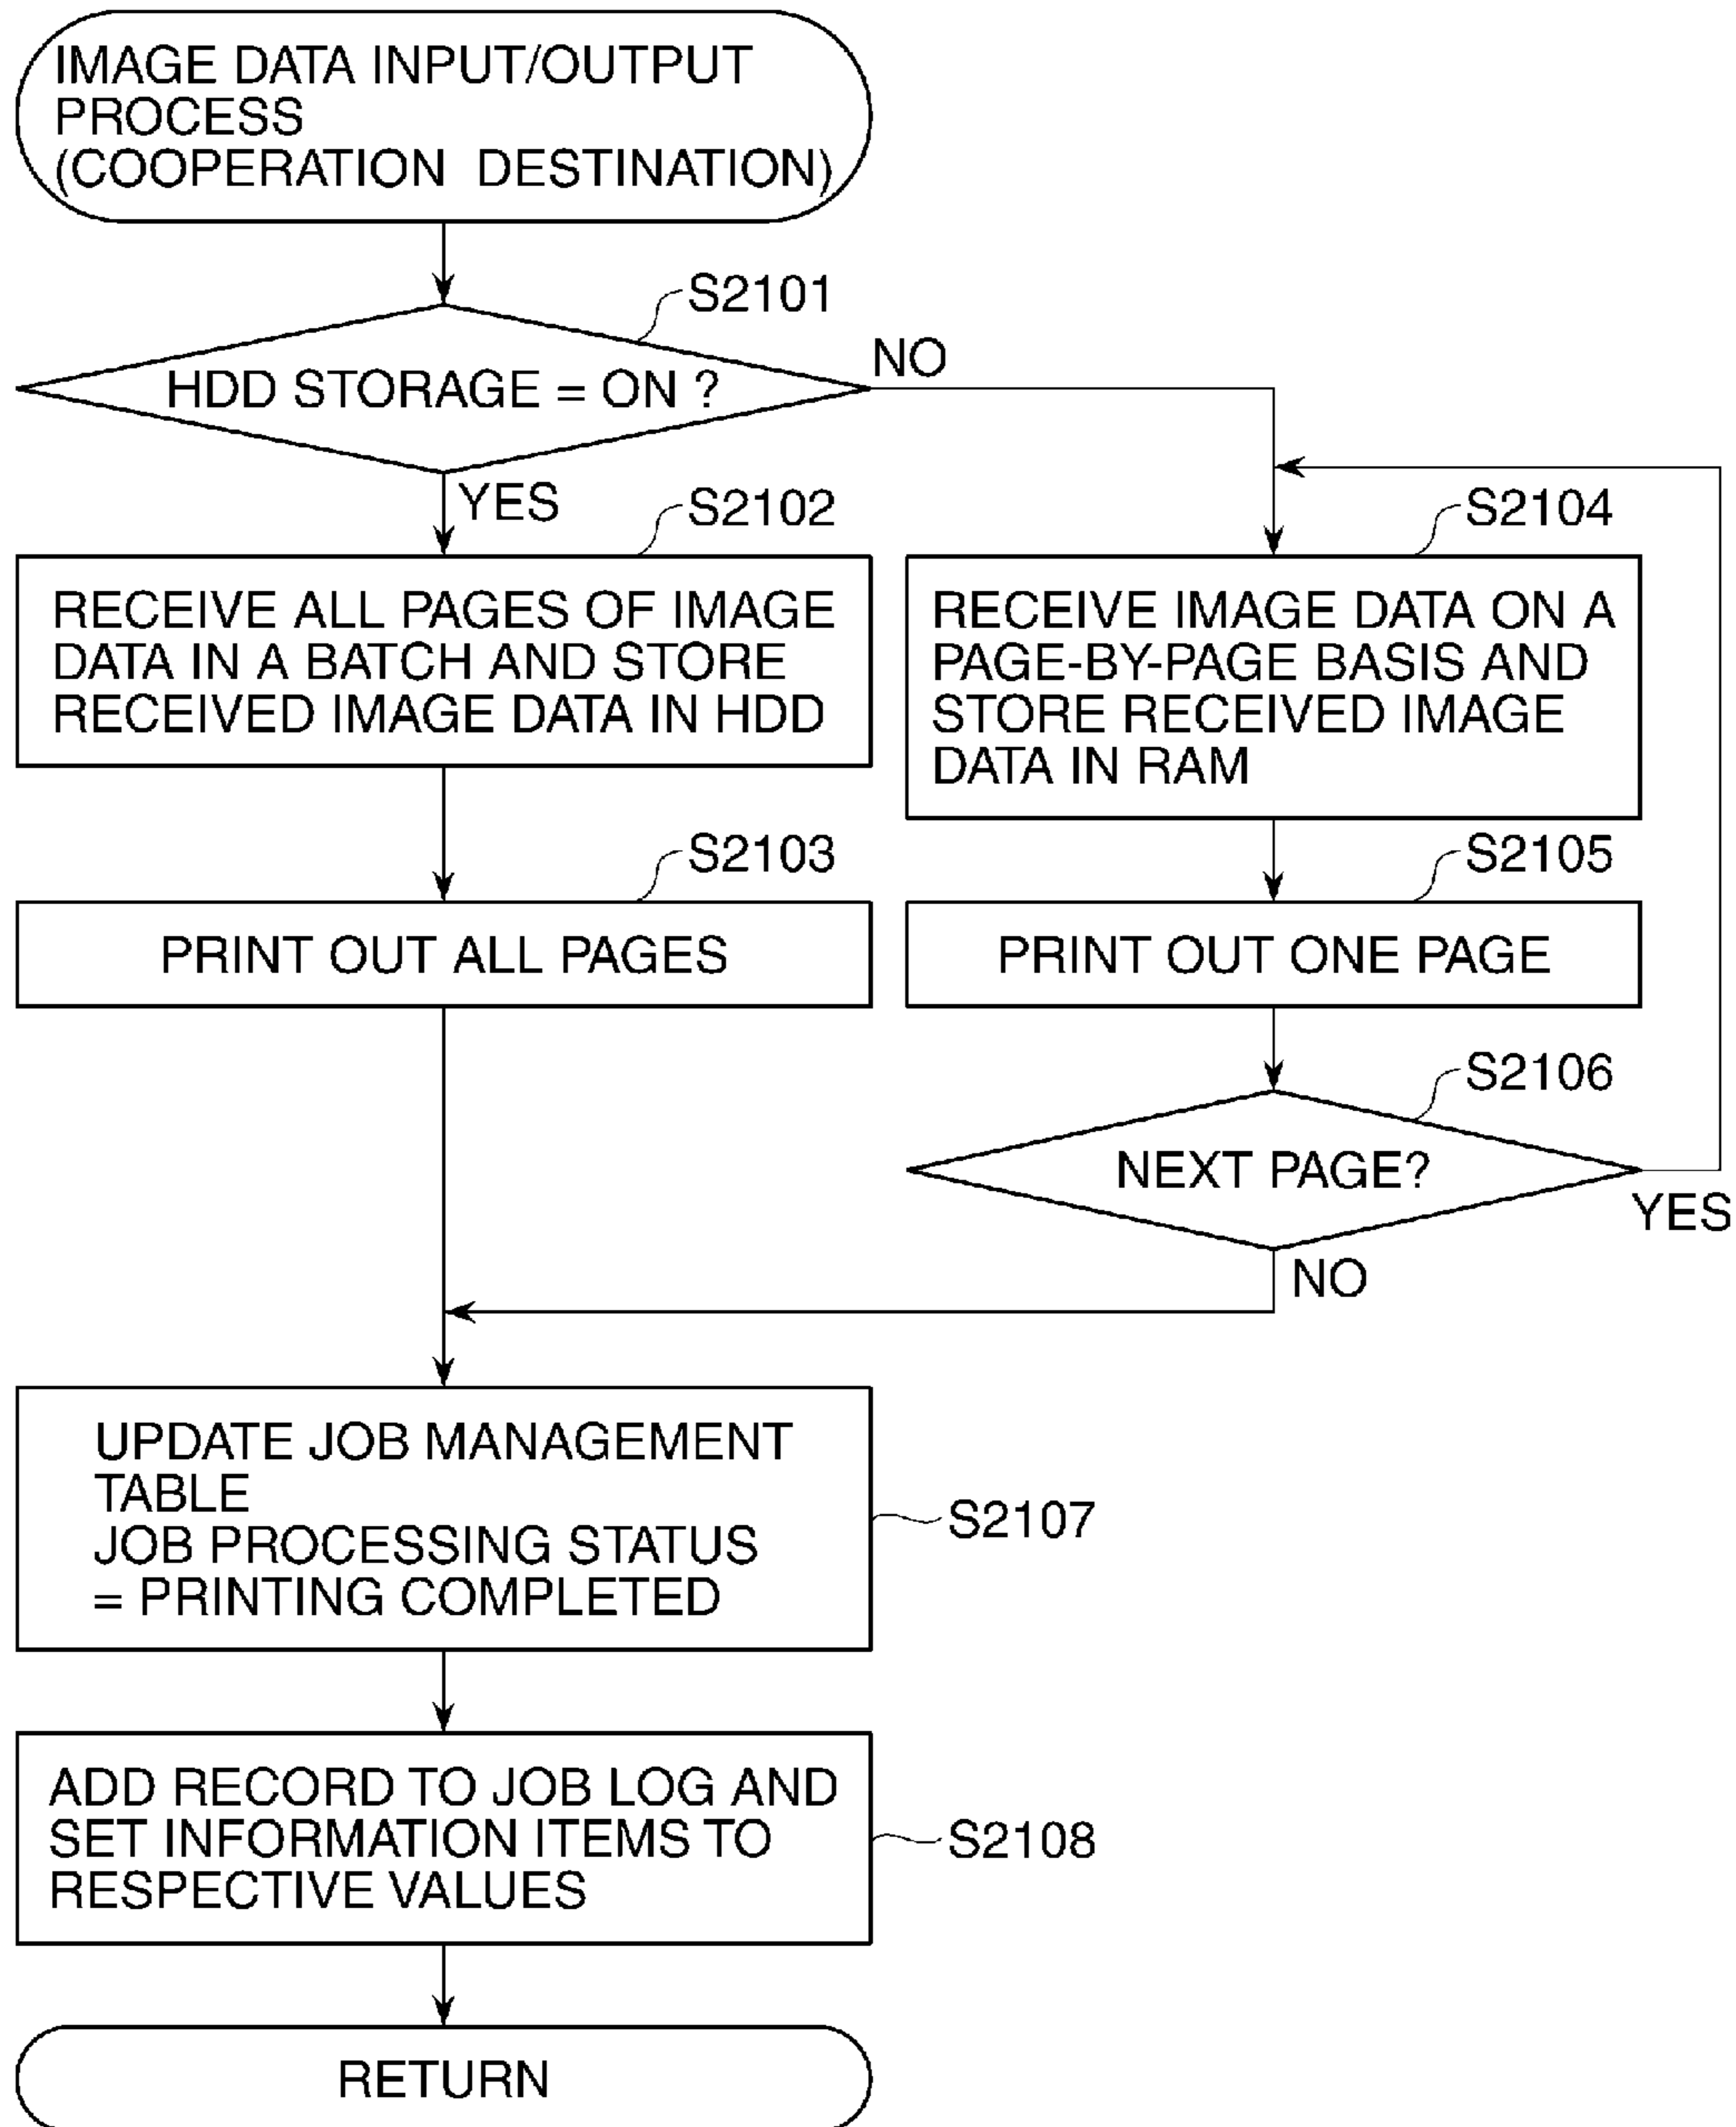 IMAGE DATA INPUT/OUTPUT
PROCESS
(COOPERATION DESTINATION)
S2101
HDD STORAGE = ON ?
NO
YES
S2102
RECEIVE ALL PAGES OF IMAGE
DATA IN A BATCH AND STORE
RECEIVED IMAGE DATA IN HDD
S2104
RECEIVE IMAGE DATA ON A
PAGE-BY-PAGE BASIS AND
STORE RECEIVED IMAGE
DATA IN RAM
S2103
PRINT OUT ALL PAGES
S2105
PRINT OUT ONE PAGE
S2106
NEXT PAGE?
YES
NO
UPDATE JOB MANAGEMENT
TABLE
JOB PROCESSING STATUS
= PRINTING COMPLETED
S2107
ADD RECORD TO JOB LOG AND
SET INFORMATION ITEMS TO
RESPECTIVE VALUES
S2108
RETURN